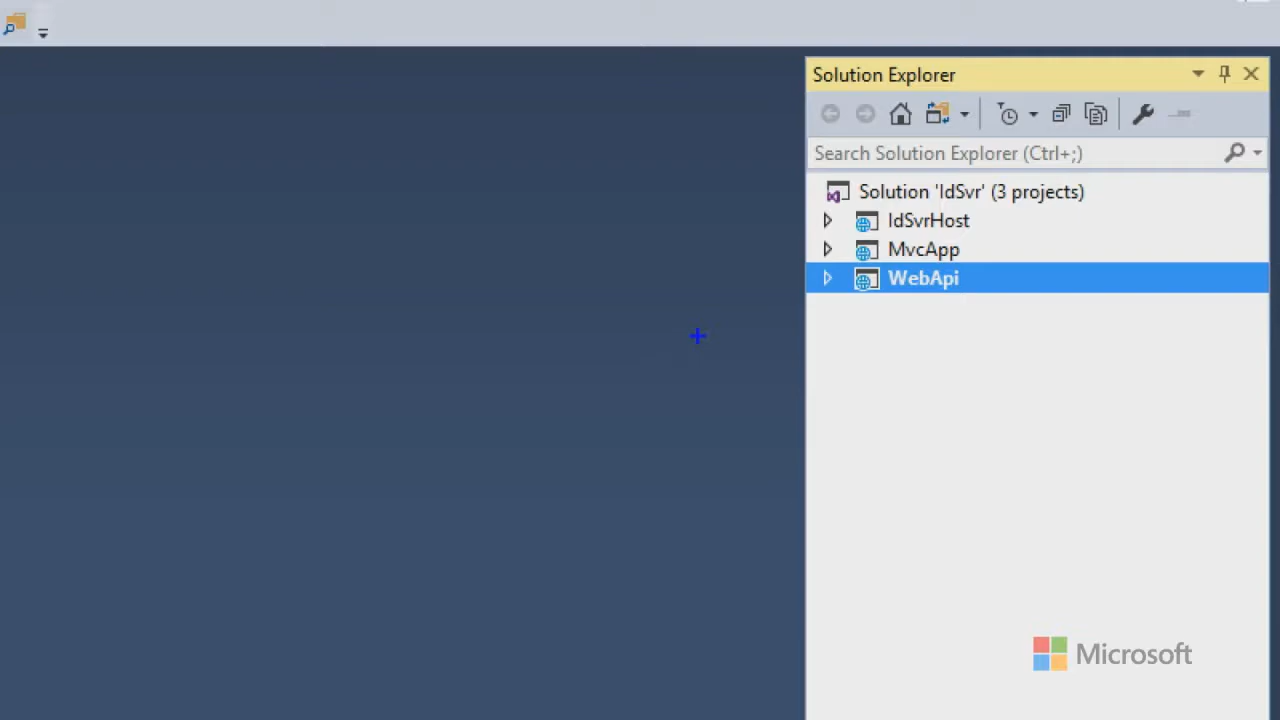 Solution Explorer
Search Solution Explorer (Ctrl+;)
Solution 'IdSvr' (3 projects)
IdSvrHost
MvcApp
WebApi
Microsoft